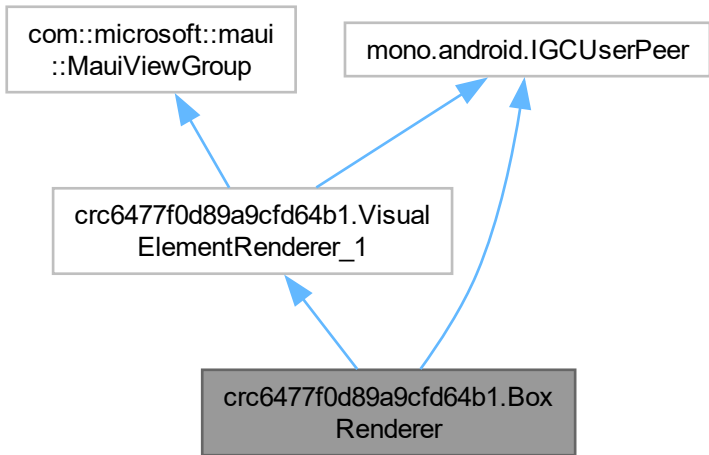 com::microsoft::maui
::MauiViewGroup
mono.android.IGCUserPeer
crc6477f0d89a9cfd64b1.Visual
ElementRenderer_1
crc6477f0d89a9cfd64b1.Box
Renderer